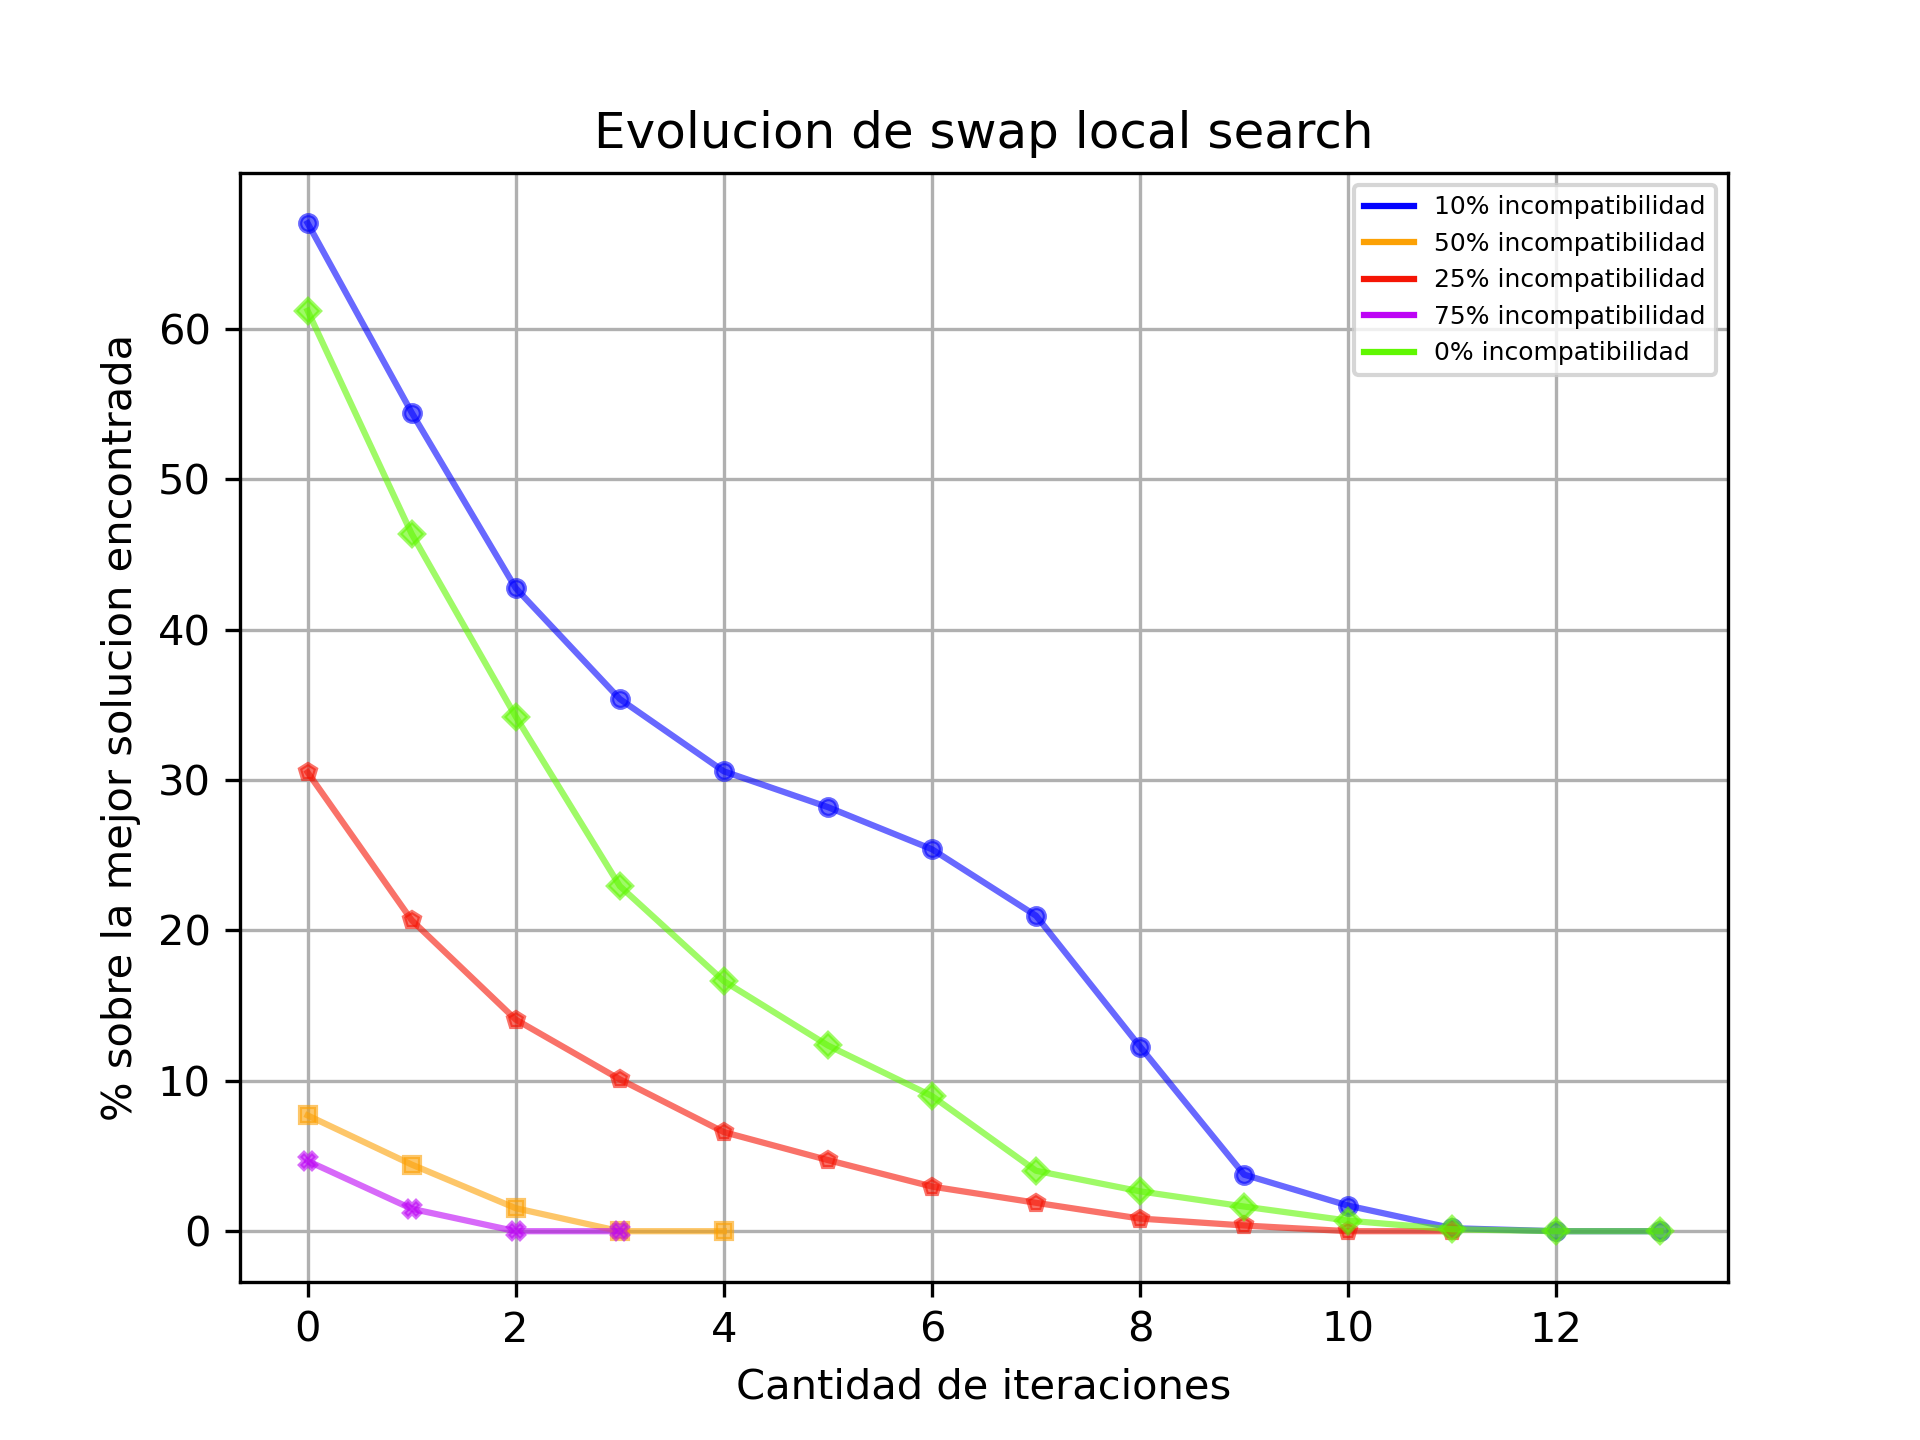 Evolucion de swap local search
10% incompatibilidad
50% incompatibilidad
25% incompatibilidad
75% incompatibilidad
0% incompatibilidad
% sobre la mejor solucion encontrada
60
50
40
30
20
10
0
0 2 4 6 8 10 12
Cantidad de iteraciones